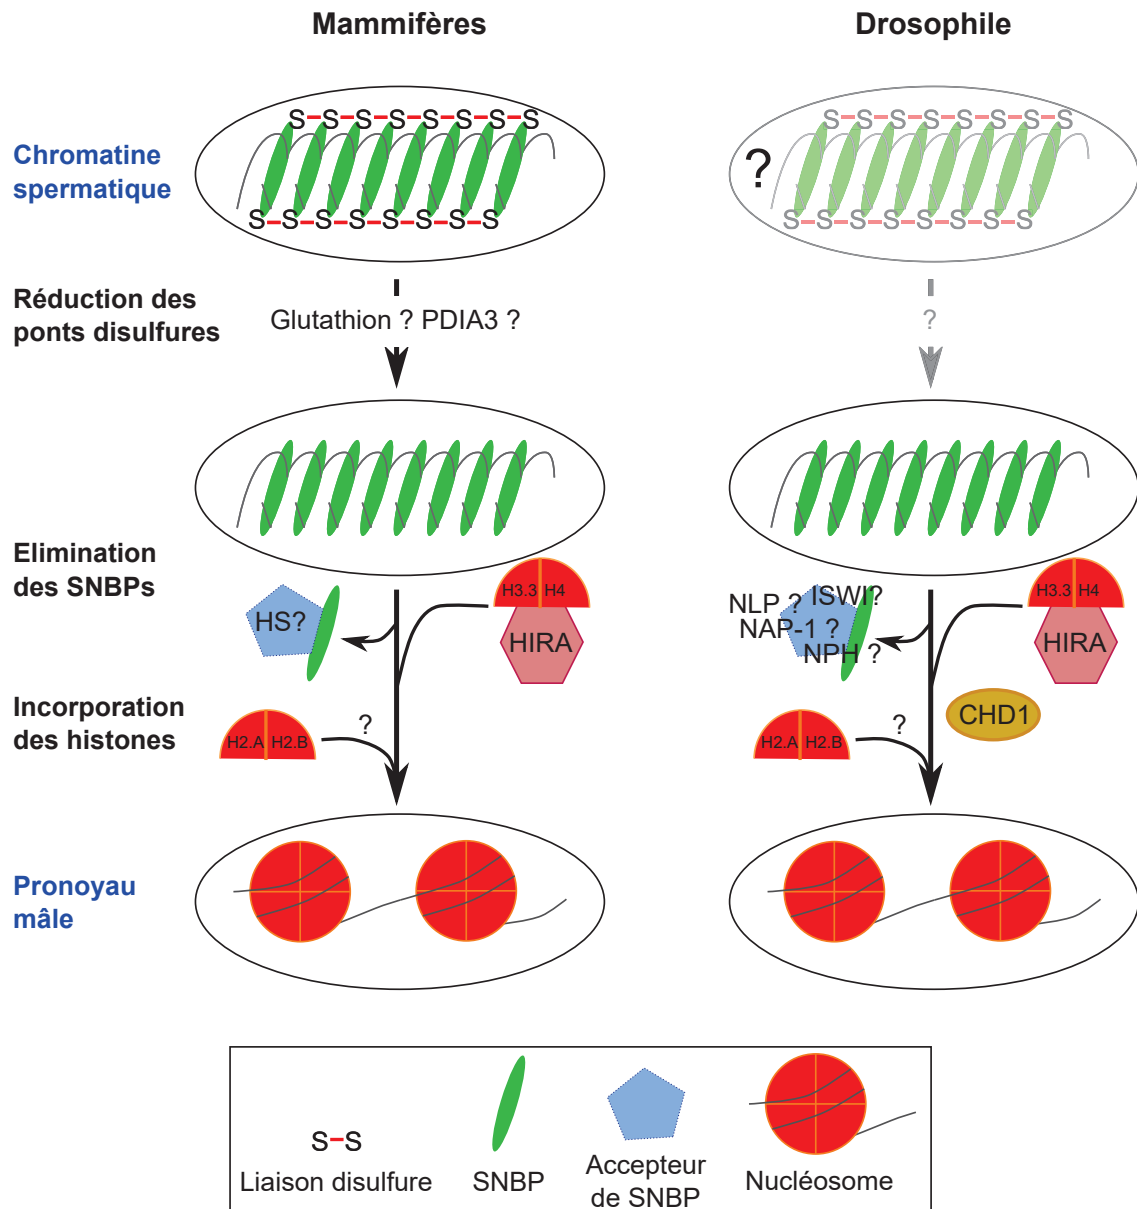 Mammifères
Drosophile
S-S-S-S-S-S-S-S
S-S-S-S-S-S-S-S
Chromatine
spermatique
?
S-S-S-S-S-S-S-S
S-S-S-S-S-S-S-S
Réduction des
ponts disulfures
Glutathion ? PDIA3 ?
?
Elimination
des SNBPs
HS?
H3.3 H4
HIRA
NLP ? ISWI?
NAP-1 ?
NPH ?
H3.3 H4
HIRA
Incorporation
des histones
H2.A H2.B
?
H2.A H2.B
?
CHD1
Pronoyau
mâle
S-S
Liaison disulfure
SNBP
Accepteur
de SNBP
Nucléosome